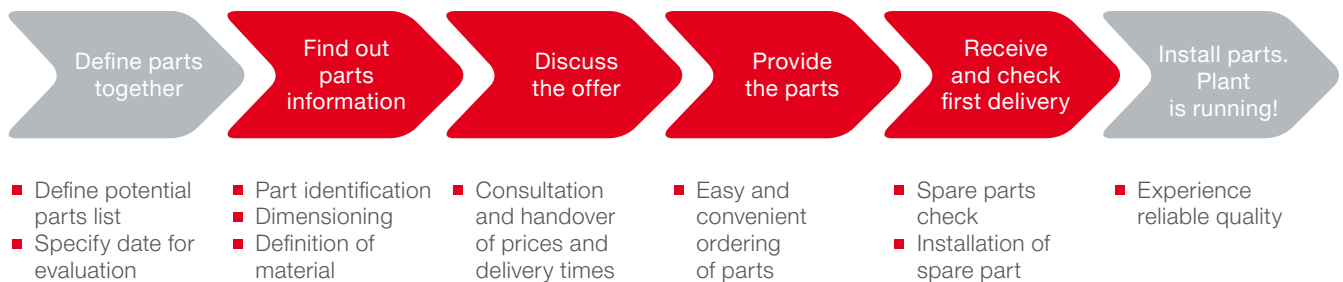 Define parts
together
Find out
parts
information
Discuss
the offer
Provide
the parts
Receive
and check
first delivery
Install parts.
Plant
is running!
Define potential
parts list
Specify date for
evaluation
Part identification
Dimensioning
Definition of
material
Consultation
and handover
of prices and
delivery times
Easy and
convenient
ordering
of parts
Spare parts
check
Installation of
spare part
Experience
reliable quality